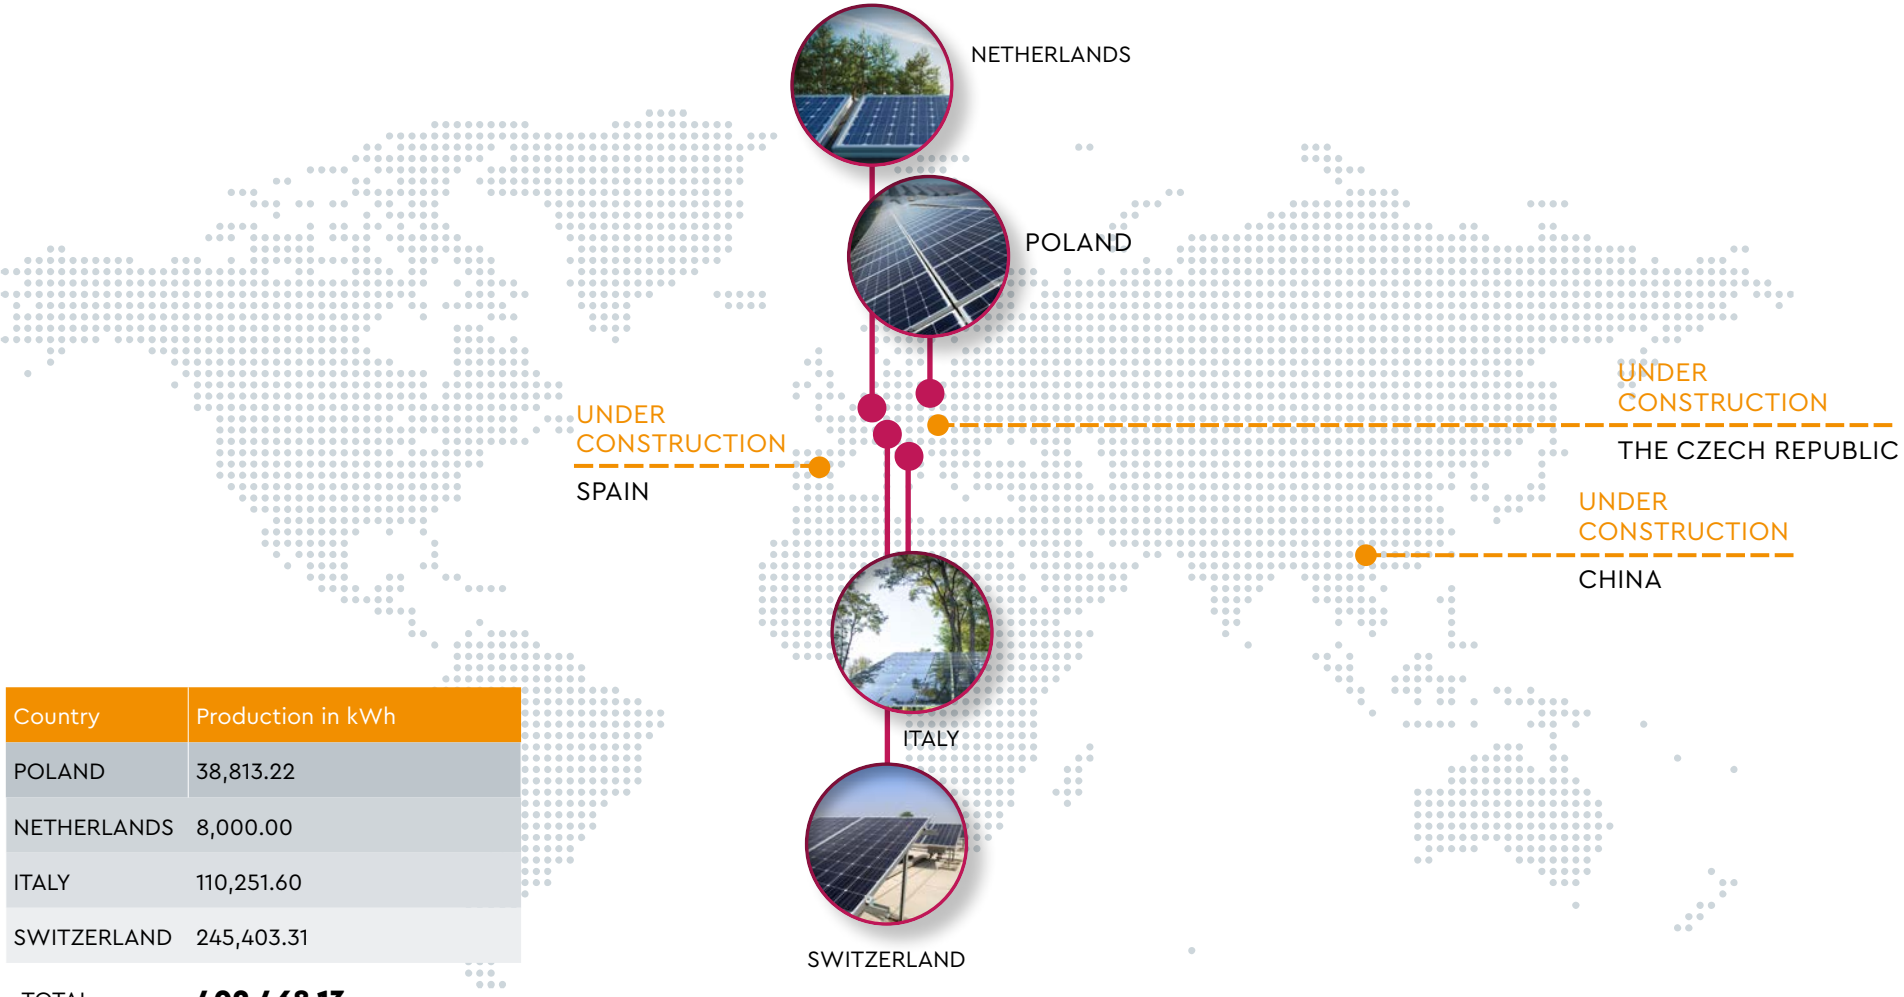 NETHERLANDS
POLAND
UNDER
CONSTRUCTION
THE CZECH REPUBLIC
UNDER
CONSTRUCTION
SPAIN
UNDER
CONSTRUCTION
CHINA
ITALY
SWITZERLAND
Country Production in kWh
POLAND 38,813.22
NETHERLANDS 8,000.00
ITALY 110,251.60
SWITZERLAND 245,403.31
TOTAL